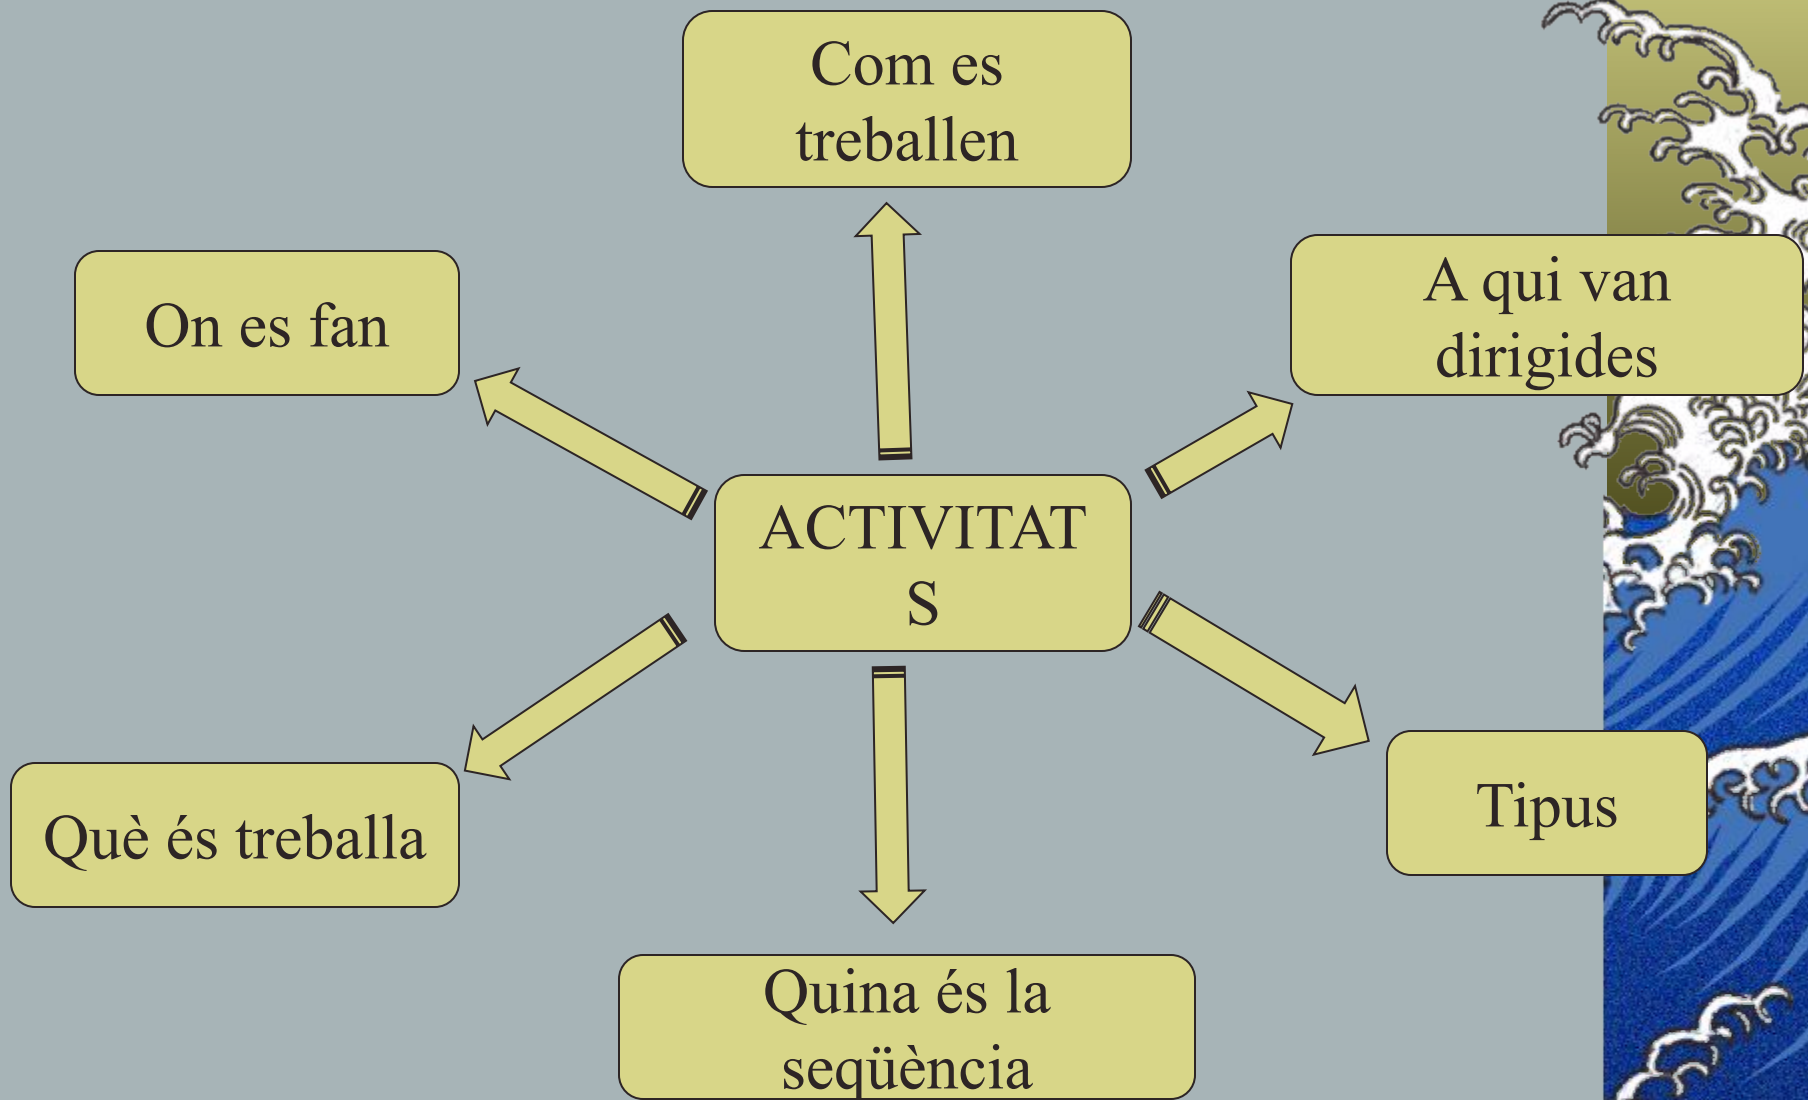 Com es
treballen
On es fan
A qui van
dirigides
ACTIVITAT
S
Què és treballa
Tipus
Quina és la
seqüència